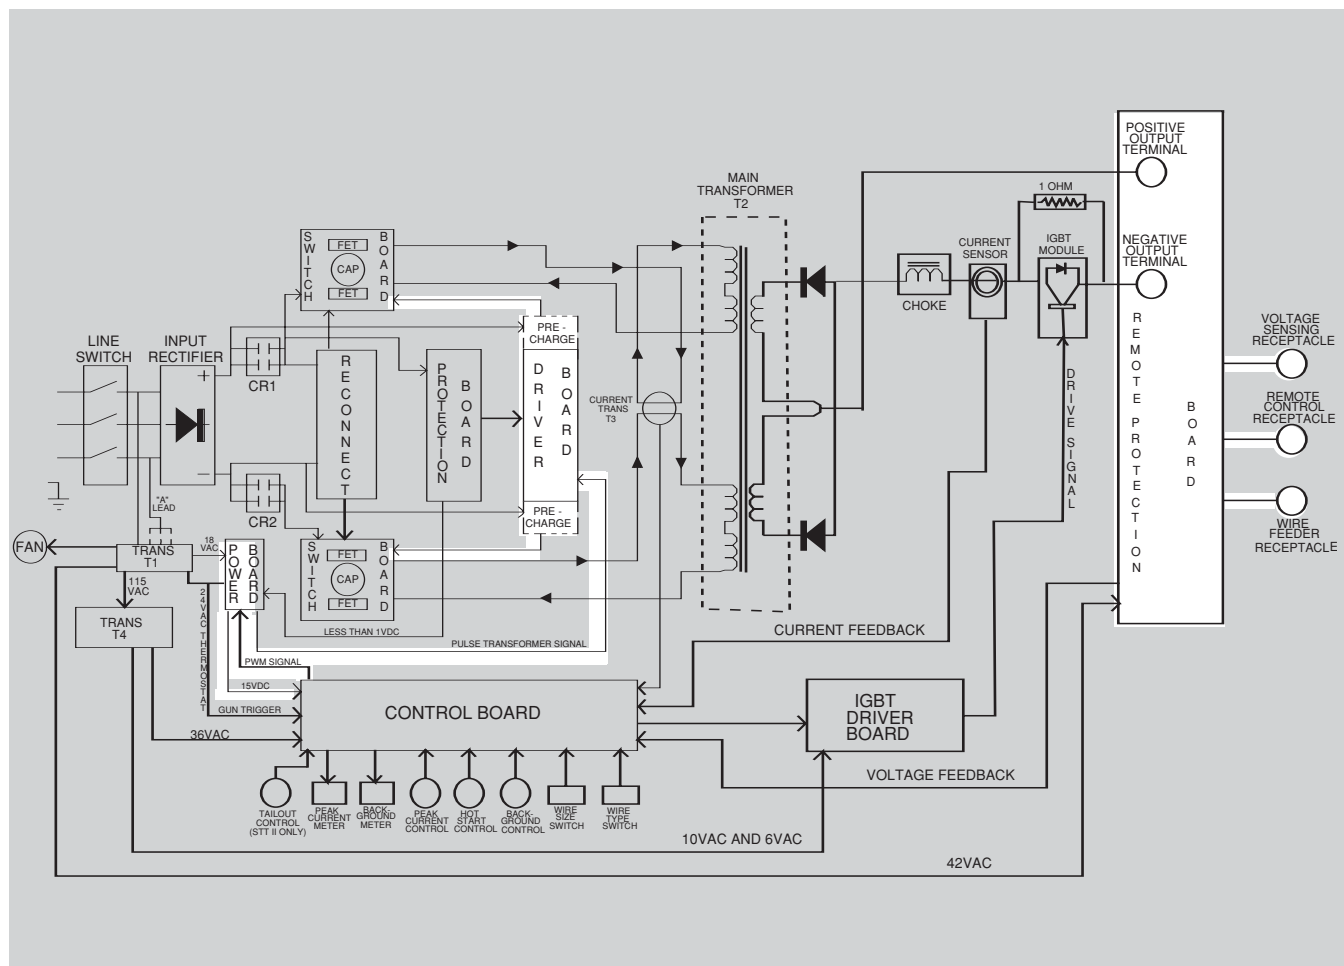 POSITIVE
OUTPUT
TERMINAL
MAIN
TRANSFORMER
T2
1 OHM
NEGATIVE
OUTPUT
TERMINAL
CURRENT
SENSOR
IGBT
MODULE
SWITCH
BOARD
FET
CAP
FET
CHOKE
LINE
SWITCH
INPUT
RECTIFIER
+
−
CR1
RECONNECT
PROTECTION
BOARD
PRE -
CHARGE
DRIVER
BOARD
PRE -
CHARGE
CURRENT
TRANS
T3
DRIVE SIGNAL
REMOTE PROTECTION
BOARD
VOLTAGE
SENSING
RECEPTACLE
REMOTE
CONTROL
RECEPTACLE
WIRE
FEEDER
RECEPTACLE
"A"
LEAD
CR2
FAN
TRANS
T1
18
VAC
POWER
BOARD
SWITCH
BOARD
FET
CAP
FET
115
VAC
24VAC THERMOSTAT
TRANS
T4
LESS THAN 1VDC
PULSE TRANSFORMER SIGNAL
PWM SIGNAL
15VDC
GUN TRIGGER
36VAC
CONTROL BOARD
CURRENT FEEDBACK
IGBT
DRIVER
BOARD
VOLTAGE FEEDBACK
TAILOUT
CONTROL
(STT II ONLY)
PEAK
CURRENT
METER
BACK-
GROUND
METER
PEAK
CURRENT
CONTROL
HOT
START
CONTROL
BACK-
GROUND
CONTROL
WIRE
SIZE
SWITCH
WIRE
TYPE
SWITCH
10VAC AND 6VAC
42VAC